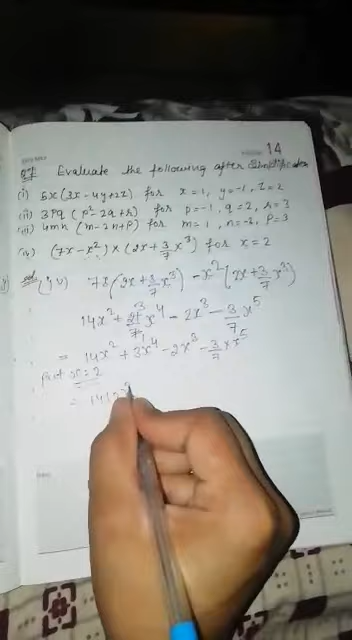 14
Q7 Evaluate the following after Simplification
(i) 5x(3x-4y+2z) for x=1, y=-1, z=2
(ii) 3pq (p²-2q+r) for p=-1, q=2, r=3
(iii) 4mn (m-2n+p) for m=1, n=-2, p=3
(iv) (7x-x²)×(2x+3/7 x³) for x=2
Sol (iv) 7x(2x+3/7 x³) -x²(2x+3/7 x³)
14x²+21/7 x⁴ - 2x³ - 3/7 x⁵
= 14x²+3x⁴-2x³-3/7 x⁵
put x=2
= 14(2)²